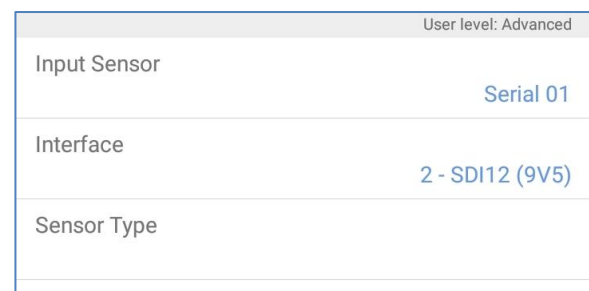 User level: Advanced
Input Sensor
Serial 01
Interface
2 - SDI12 (9V5)
Sensor Type